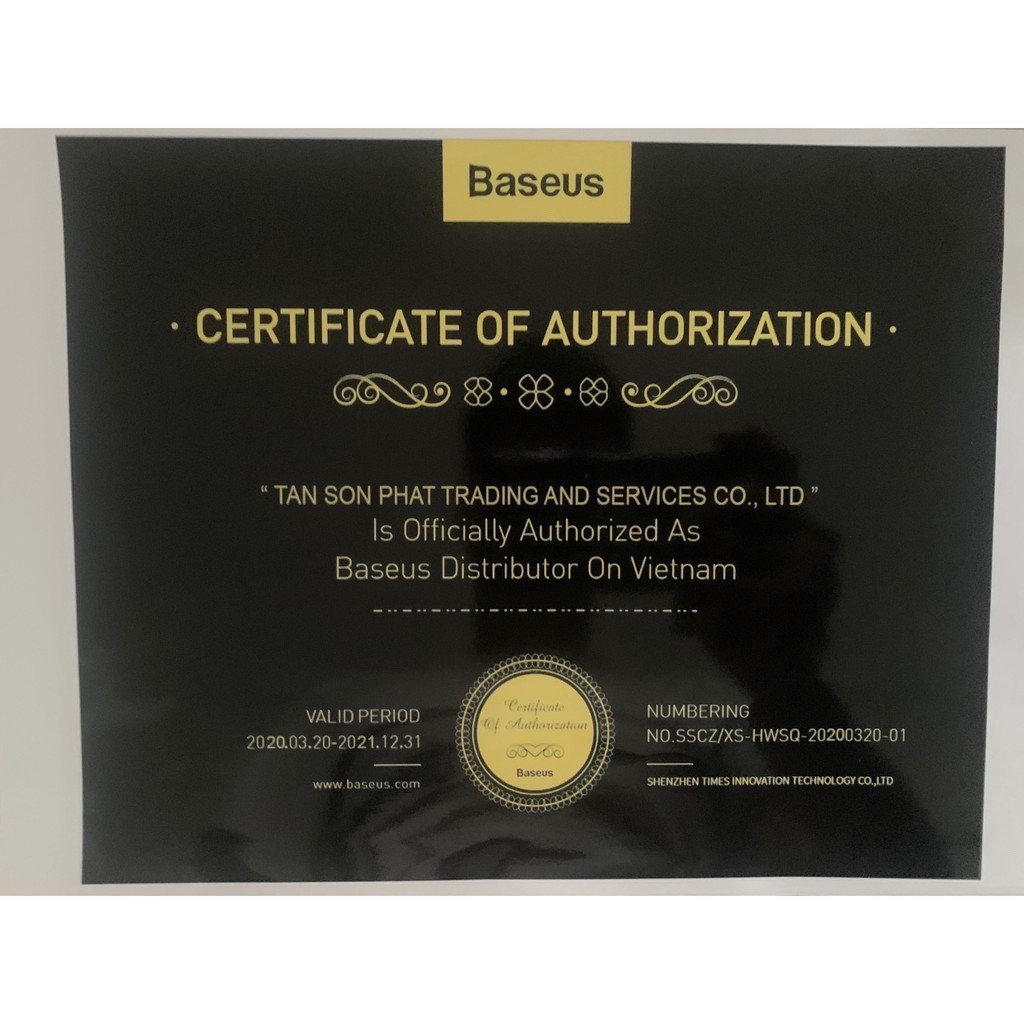 Baseus
· CERTIFICATE OF AUTHORIZATION ·
“ TAN SON PHAT TRADING AND SERVICES CO., LTD ”
Is Officially Authorized As
Baseus Distributor On Vietnam
VALID PERIOD
2020.03.20-2021.12.31
www.baseus.com
Certificate
Of Authorization
Baseus
NUMBERING
NO.SSCZ/XS-HWSQ-20200320-01
SHENZHEN TIMES INNOVATION TECHNOLOGY CO.,LTD